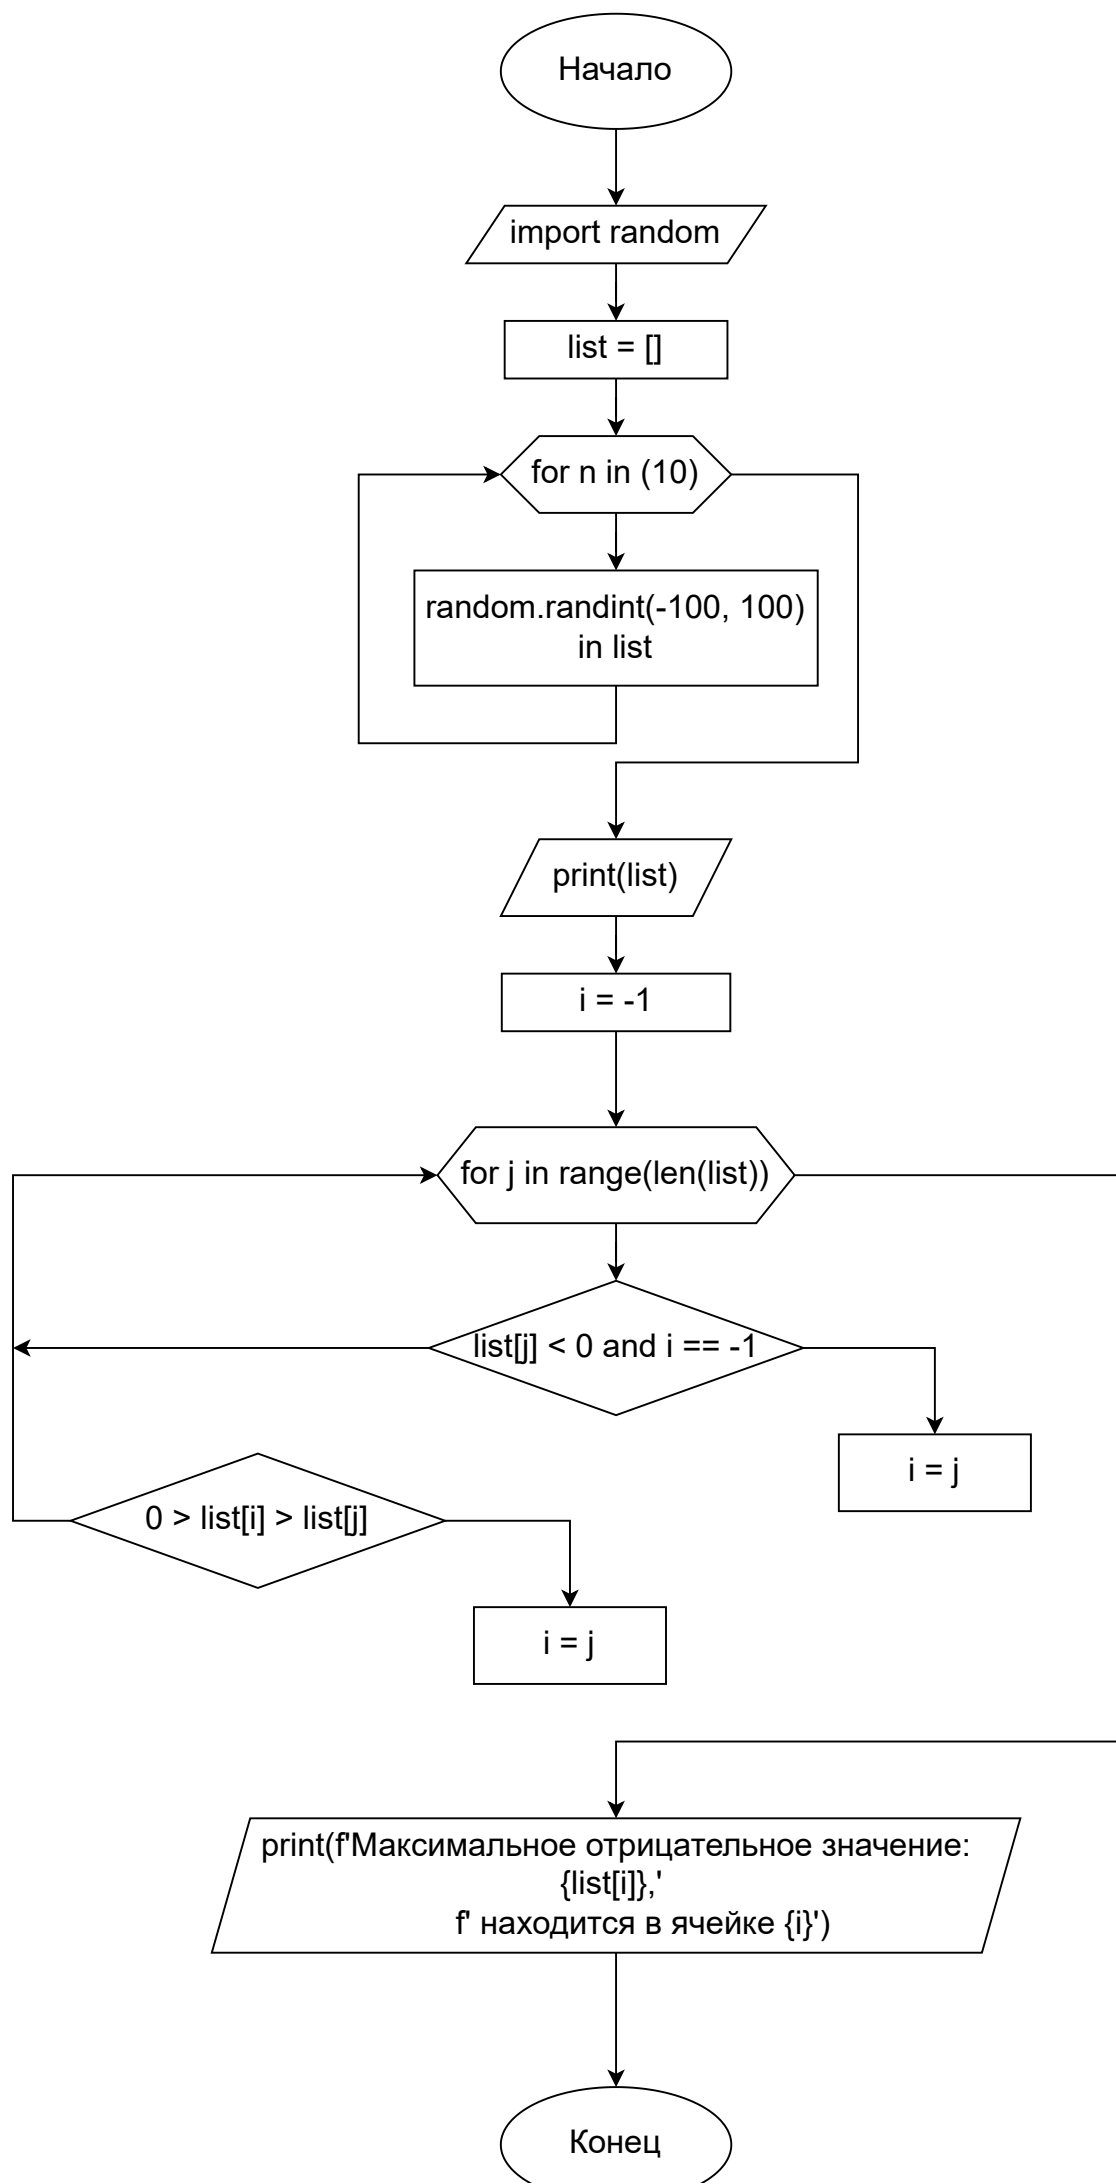 Начало
import random
list = []
for n in (10)
random.randint(-100, 100)
in list
print(list)
i = -1
for j in range(len(list))
list[j] < 0 and i == -1
i = j
0 > list[i] > list[j]
i = j
print(f'Максимальное отрицательное значение:
{list[i]},'
f' находится в ячейке {i}')
Конец